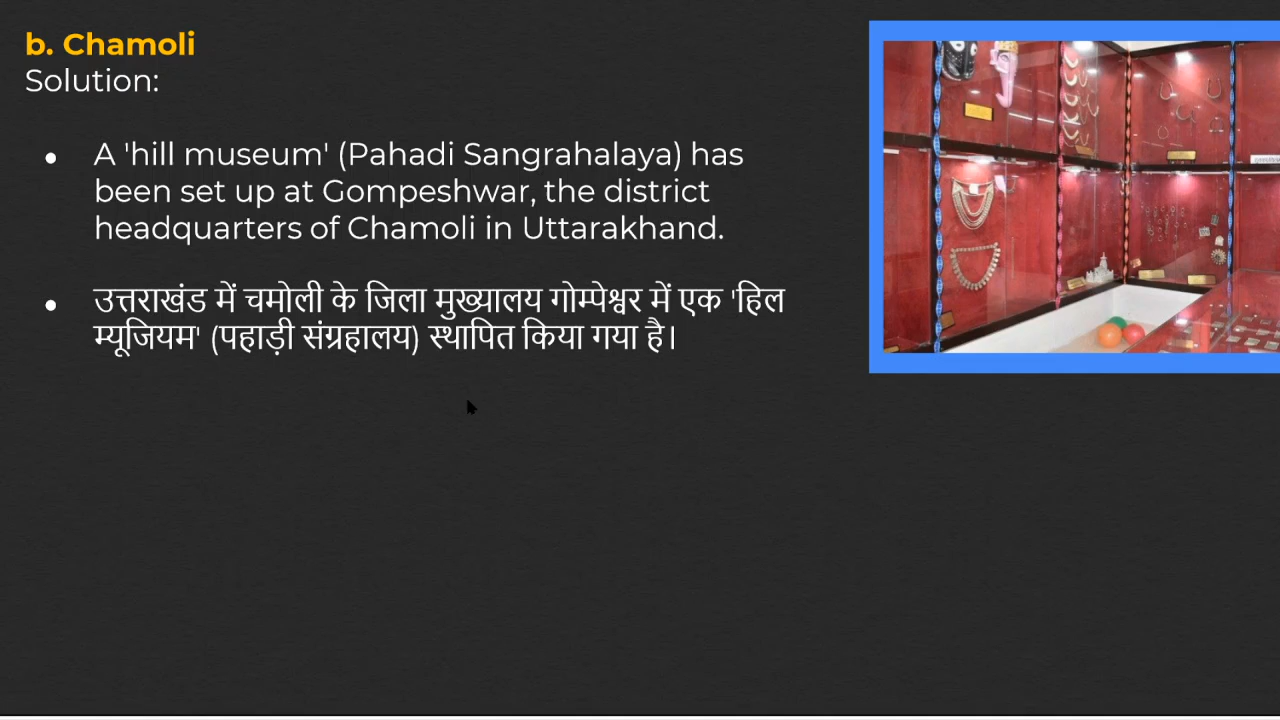 b. Chamoli
Solution:
● A 'hill museum' (Pahadi Sangrahalaya) has
been set up at Gompeshwar, the district
headquarters of Chamoli in Uttarakhand.
● उत्तराखंड में चमोली के जिला मुख्यालय गोम्पेश्वर में एक 'हिल
म्यूजियम' (पहाड़ी संग्रहालय) स्थापित किया गया है।